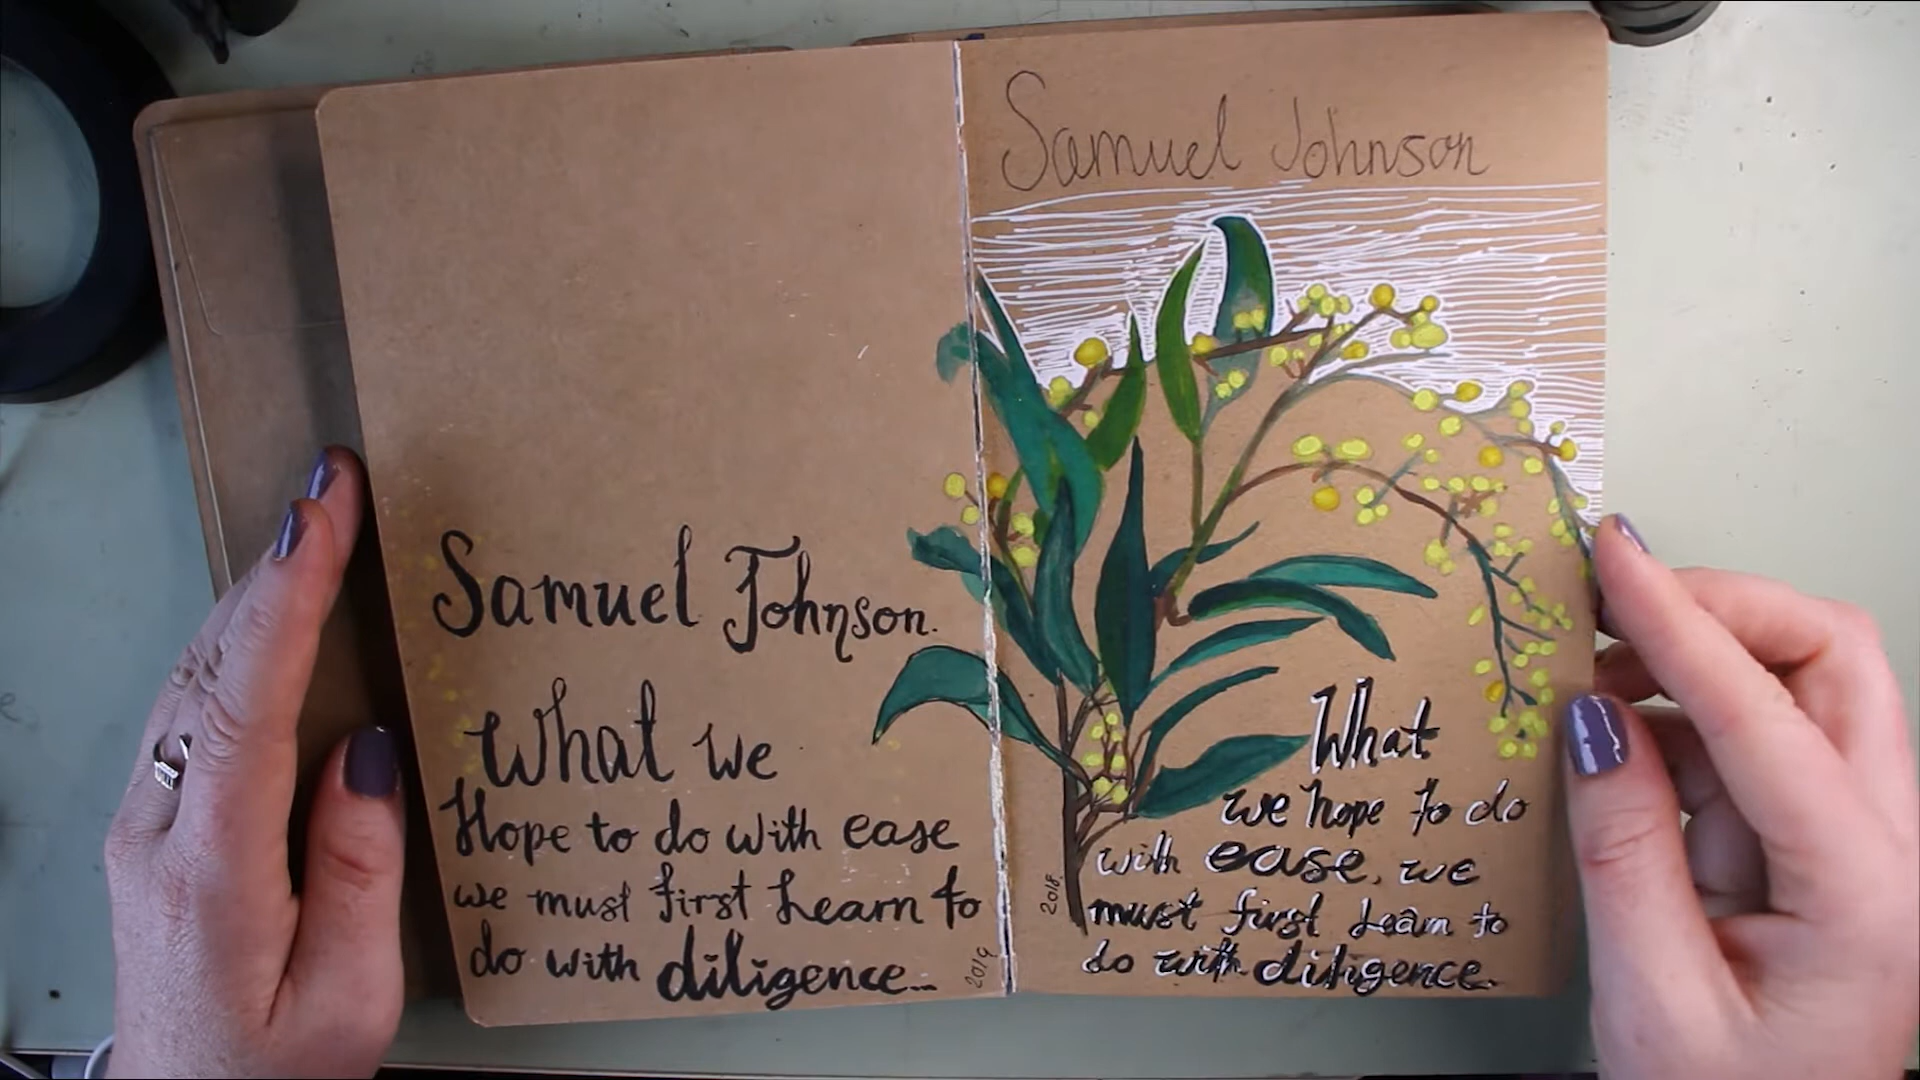 Samuel Johnson.
What we
Hope to do with ease
we must first Learn to
do with diligence...
2019
Samuel Johnson
What
we hope to do
with ease, we
must first Learn to
do with diligence.
2018